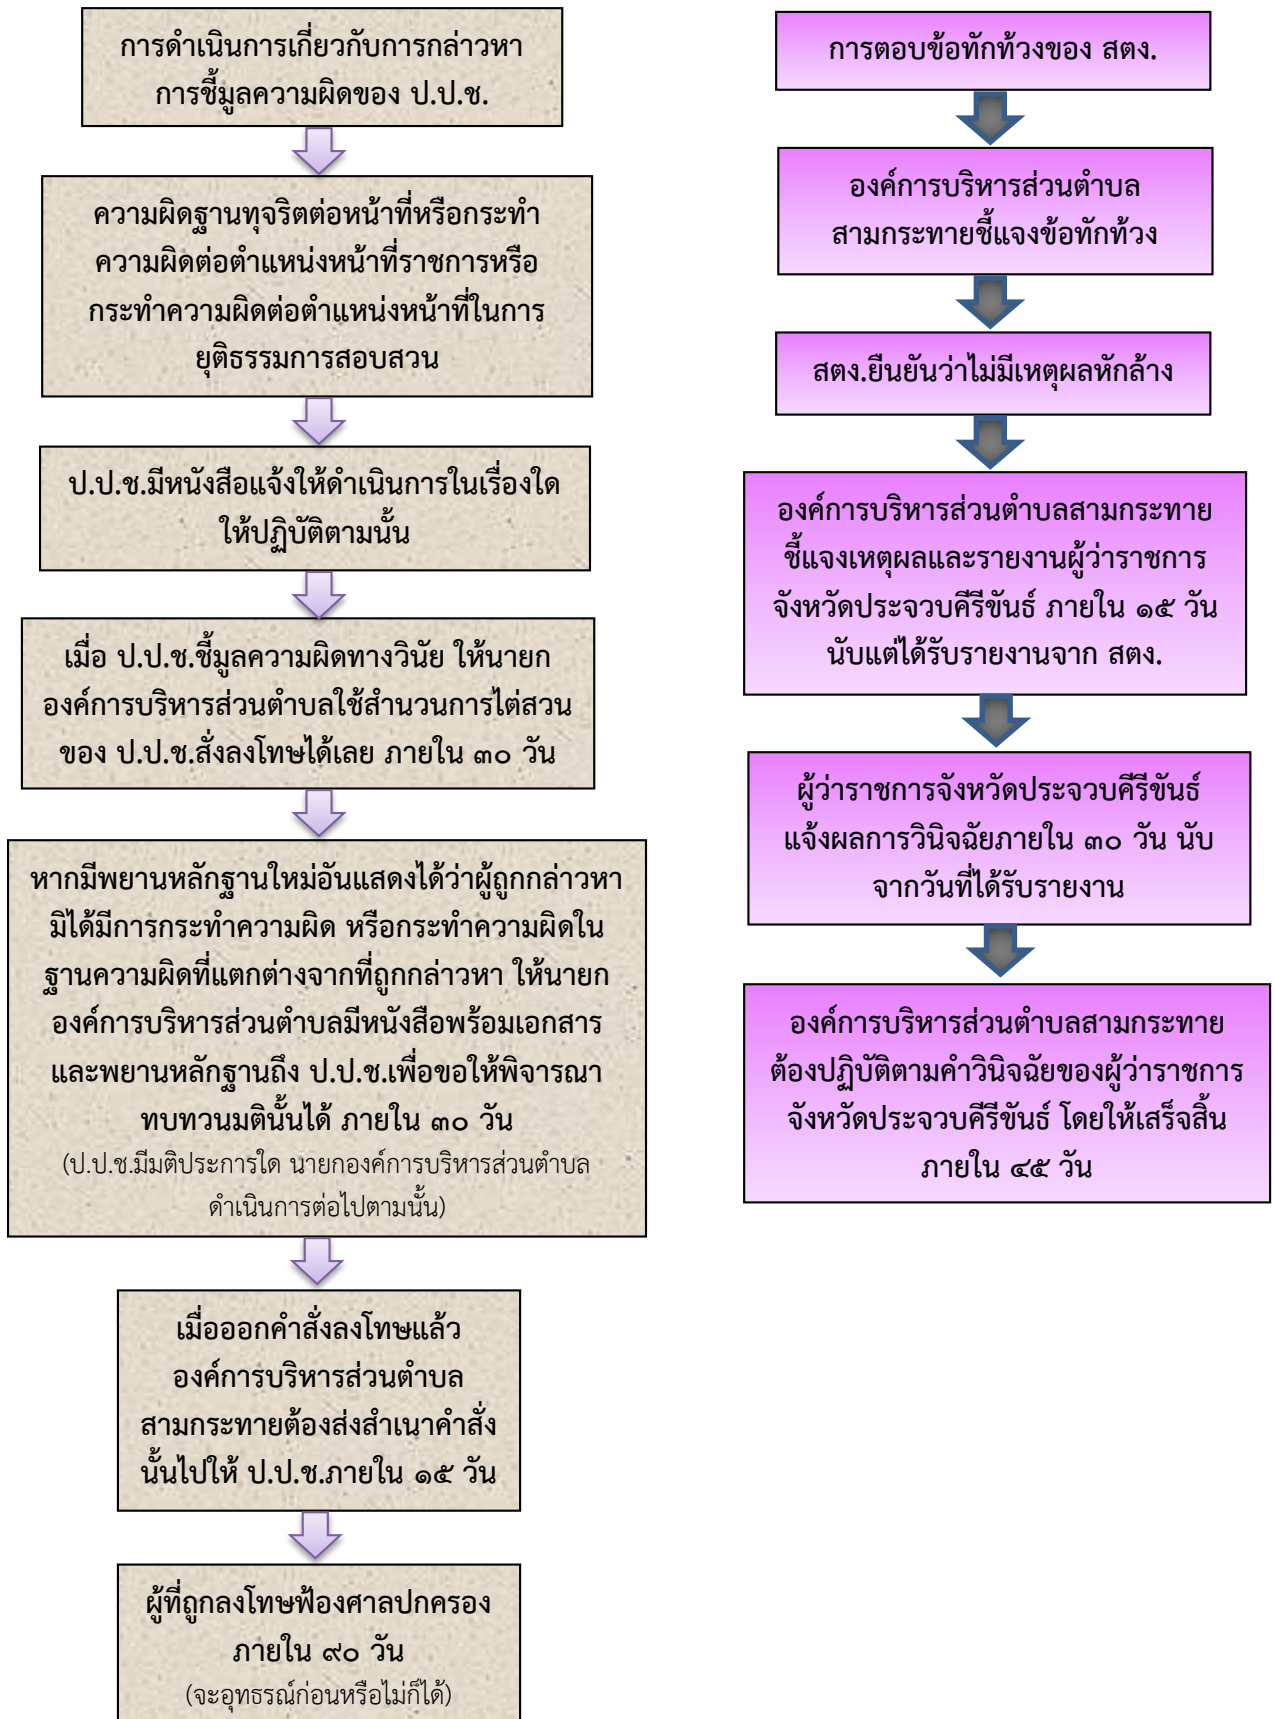 การดำเนินการเกี่ยวกับการกล่าวหา
การชี้มูลความผิดของ ป.ป.ช.
ความผิดฐานทุจริตต่อหน้าที่หรือกระทำ
ความผิดต่อตำแหน่งหน้าที่ราชการหรือ
กระทำความผิดต่อตำแหน่งหน้าที่ในการ
ยุติธรรมการสอบสวน
ป.ป.ช.มีหนังสือแจ้งให้ดำเนินการในเรื่องใด
ให้ปฏิบัติตามนั้น
เมื่อ ป.ป.ช.ชี้มูลความผิดทางวินัย ให้นายก
องค์การบริหารส่วนตำบลใช้สำนวนการไต่สวน
ของ ป.ป.ช.สั่งลงโทษได้เลย ภายใน ๓๐ วัน
หากมีพยานหลักฐานใหม่อันแสดงได้ว่าผู้ถูกกล่าวหา
มิได้มีการกระทำความผิด หรือกระทำความผิดใน
ฐานความผิดที่แตกต่างจากที่ถูกกล่าวหา ให้นายก
องค์การบริหารส่วนตำบลมีหนังสือพร้อมเอกสาร
และพยานหลักฐานถึง ป.ป.ช.เพื่อขอให้พิจารณา
ทบทวนมตินั้นได้ ภายใน ๓๐ วัน
(ป.ป.ช.มีมติประการใด นายกองค์การบริหารส่วนตำบล
ดำเนินการต่อไปตามนั้น)
เมื่อออกคำสั่งลงโทษแล้ว
องค์การบริหารส่วนตำบล
สามกระทายต้องส่งสำเนาคำสั่ง
นั้นไปให้ ป.ป.ช.ภายใน ๑๕ วัน
ผู้ที่ถูกลงโทษฟ้องศาลปกครอง
ภายใน ๙๐ วัน
(จะอุทธรณ์ก่อนหรือไม่ก็ได้)
การตอบข้อทักท้วงของ สตง.
องค์การบริหารส่วนตำบล
สามกระทายชี้แจงข้อทักท้วง
สตง.ยืนยันว่าไม่มีเหตุผลหักล้าง
องค์การบริหารส่วนตำบลสามกระทาย
ชี้แจงเหตุผลและรายงานผู้ว่าราชการ
จังหวัดประจวบคีรีขันธ์ ภายใน ๑๕ วัน
นับแต่ได้รับรายงานจาก สตง.
ผู้ว่าราชการจังหวัดประจวบคีรีขันธ์
แจ้งผลการวินิจฉัยภายใน ๓๐ วัน นับ
จากวันที่ได้รับรายงาน
องค์การบริหารส่วนตำบลสามกระทาย
ต้องปฏิบัติตามคำวินิจฉัยของผู้ว่าราชการ
จังหวัดประจวบคีรีขันธ์ โดยให้เสร็จสิ้น
ภายใน ๔๕ วัน